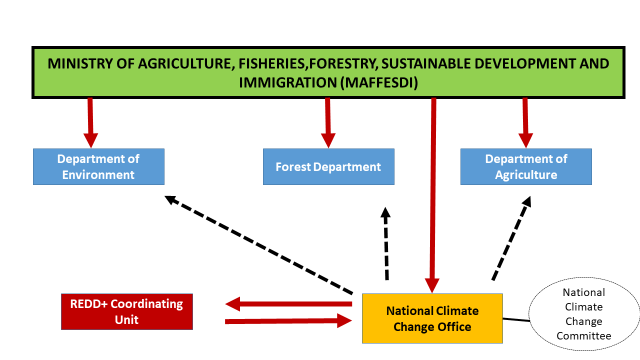 MINISTRY OF AGRICULTURE, FISHERIES,FORESTRY, SUSTAINABLE DEVELOPMENT AND
IMMIGRATION (MAFFESDI)
Department of
Environment
Forest Department
Department of
Agriculture
REDD+ Coordinating
Unit
National Climate
Change Office
National
Climate
Change
Committee